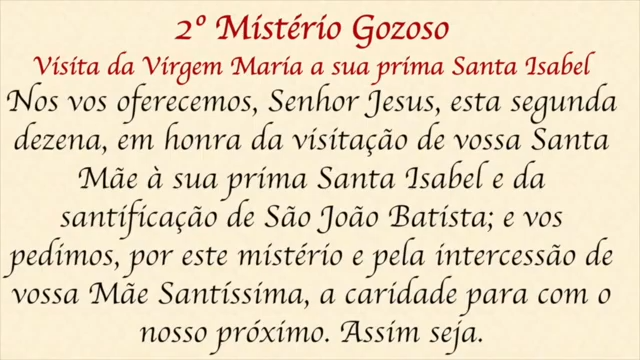 2º Mistério Gozoso
Visita da Virgem Maria a sua prima Santa Isabel
Nos vos oferecemos, Senhor Jesus, esta segunda
dezena, em honra da visitação de vossa Santa
Mãe à sua prima Santa Isabel e da
santificação de São João Batista; e vos
pedimos, por este mistério e pela intercessão de
vossa Mãe Santíssima, a caridade para com o
nosso próximo. Assim seja.